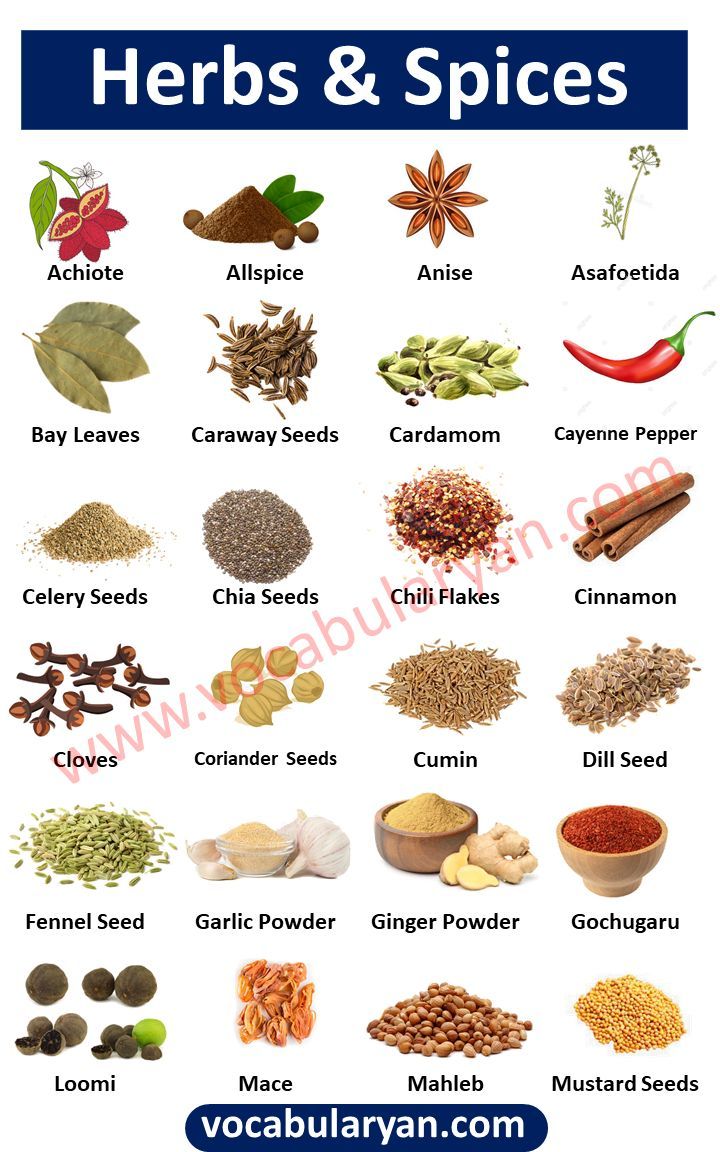 Herbs & Spices
Achiote Allspice Anise Asafoetida
Bay Leaves Caraway Seeds Cardamom Cayenne Pepper
Celery Seeds Chia Seeds Chili Flakes Cinnamon
Cloves Coriander Seeds Cumin Dill Seed
Fennel Seed Garlic Powder Ginger Powder Gochugaru
Loomi Mace Mahleb Mustard Seeds
www.vocabularyan.com
vocabularyan.com